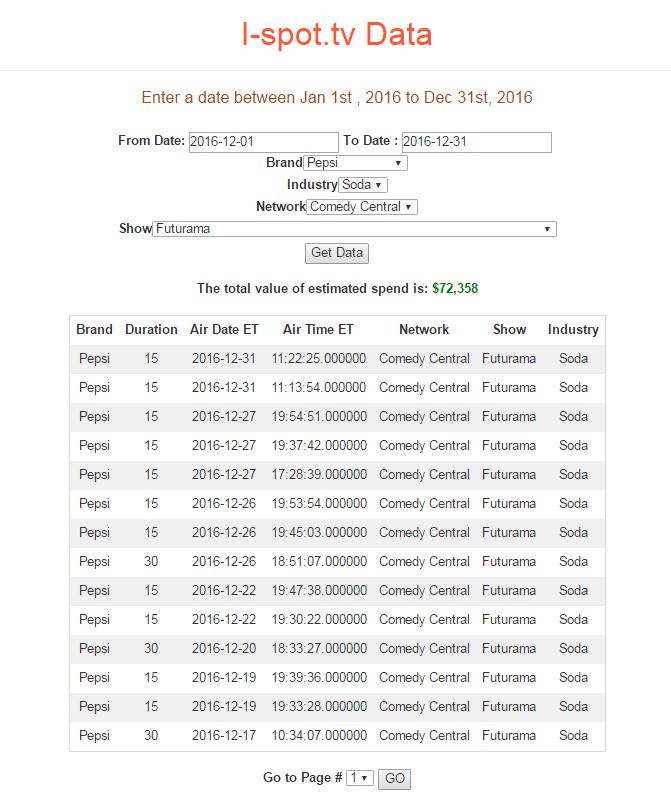 I-spot.tv Data
Enter a date between Jan 1st , 2016 to Dec 31st, 2016
From Date: 2016-12-01 To Date : 2016-12-31
Brand Pepsi
Industry Soda
Network Comedy Central
Show Futurama
Get Data
The total value of estimated spend is: $72,358
Brand Duration Air Date ET Air Time ET Network Show Industry
Pepsi 15 2016-12-31 11:22:25.000000 Comedy Central Futurama Soda
Pepsi 15 2016-12-31 11:13:54.000000 Comedy Central Futurama Soda
Pepsi 15 2016-12-27 19:54:51.000000 Comedy Central Futurama Soda
Pepsi 15 2016-12-27 19:37:42.000000 Comedy Central Futurama Soda
Pepsi 15 2016-12-27 17:28:39.000000 Comedy Central Futurama Soda
Pepsi 15 2016-12-26 19:53:54.000000 Comedy Central Futurama Soda
Pepsi 15 2016-12-26 19:45:03.000000 Comedy Central Futurama Soda
Pepsi 30 2016-12-26 18:51:07.000000 Comedy Central Futurama Soda
Pepsi 15 2016-12-22 19:47:38.000000 Comedy Central Futurama Soda
Pepsi 15 2016-12-22 19:30:22.000000 Comedy Central Futurama Soda
Pepsi 30 2016-12-20 18:33:27.000000 Comedy Central Futurama Soda
Pepsi 15 2016-12-19 19:39:36.000000 Comedy Central Futurama Soda
Pepsi 15 2016-12-19 19:33:28.000000 Comedy Central Futurama Soda
Pepsi 30 2016-12-17 10:34:07.000000 Comedy Central Futurama Soda
Go to Page # 1 GO